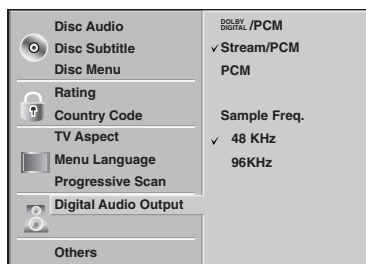 Disc Audio
Disc Subtitle
Disc Menu
Rating
Country Code
TV Aspect
Menu Language
Progressive Scan
Digital Audio Output
Others
DOLBY DIGITAL /PCM
✓ Stream/PCM
PCM
Sample Freq.
✓ 48 KHz
96KHz